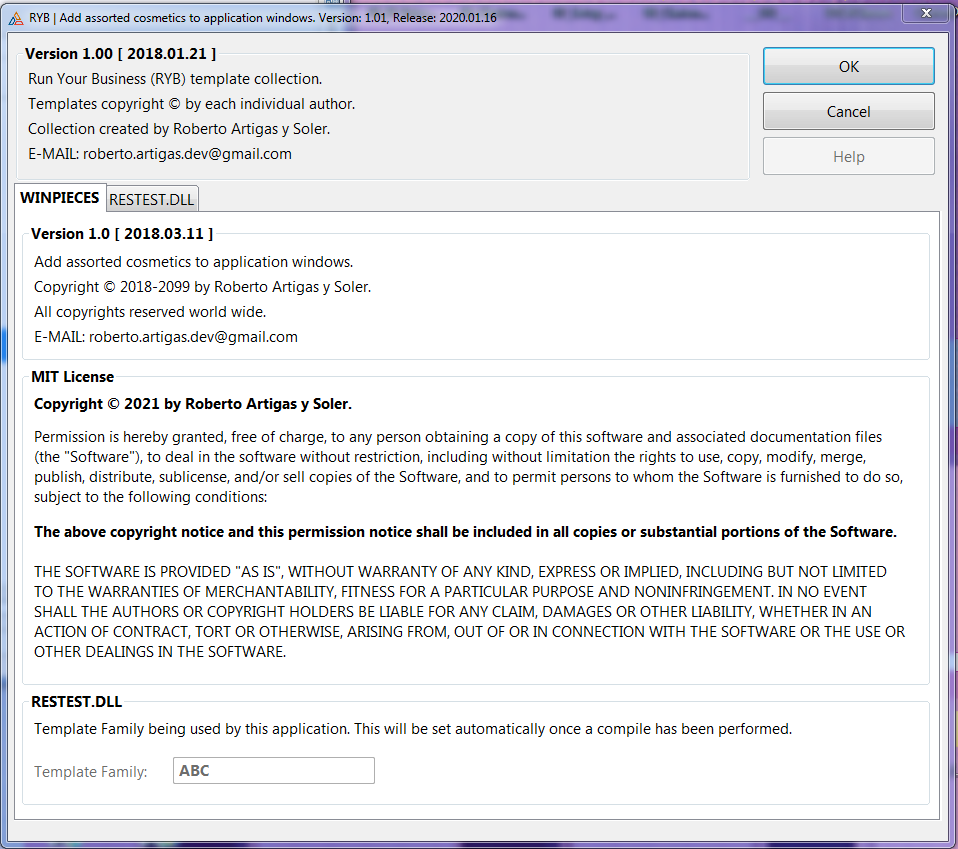 RYB | Add assorted cosmetics to application windows. Version: 1.01, Release: 2020.01.16
Version 1.00 [ 2018.01.21 ]
Run Your Business (RYB) template collection.
Templates copyright © by each individual author.
Collection created by Roberto Artigas y Soler.
E-MAIL: roberto.artigas.dev@gmail.com
OK
Cancel
Help
WINPIECES
RESTEST.DLL
Version 1.0 [ 2018.03.11 ]
Add assorted cosmetics to application windows.
Copyright © 2018-2099 by Roberto Artigas y Soler.
All copyrights reserved world wide.
E-MAIL: roberto.artigas.dev@gmail.com
MIT License
Copyright © 2021 by Roberto Artigas y Soler.
Permission is hereby granted, free of charge, to any person obtaining a copy of this software and associated documentation files
(the "Software"), to deal in the software without restriction, including without limitation the rights to use, copy, modify, merge,
publish, distribute, sublicense, and/or sell copies of the Software, and to permit persons to whom the Software is furnished to do so,
subject to the following conditions:
The above copyright notice and this permission notice shall be included in all copies or substantial portions of the Software.
THE SOFTWARE IS PROVIDED "AS IS", WITHOUT WARRANTY OF ANY KIND, EXPRESS OR IMPLIED, INCLUDING BUT NOT LIMITED
TO THE WARRANTIES OF MERCHANTABILITY, FITNESS FOR A PARTICULAR PURPOSE AND NONINFRINGEMENT. IN NO EVENT
SHALL THE AUTHORS OR COPYRIGHT HOLDERS BE LIABLE FOR ANY CLAIM, DAMAGES OR OTHER LIABILITY, WHETHER IN AN
ACTION OF CONTRACT, TORT OR OTHERWISE, ARISING FROM, OUT OF OR IN CONNECTION WITH THE SOFTWARE OR THE USE OR
OTHER DEALINGS IN THE SOFTWARE.
RESTEST.DLL
Template Family being used by this application. This will be set automatically once a compile has been performed.
Template Family:
ABC